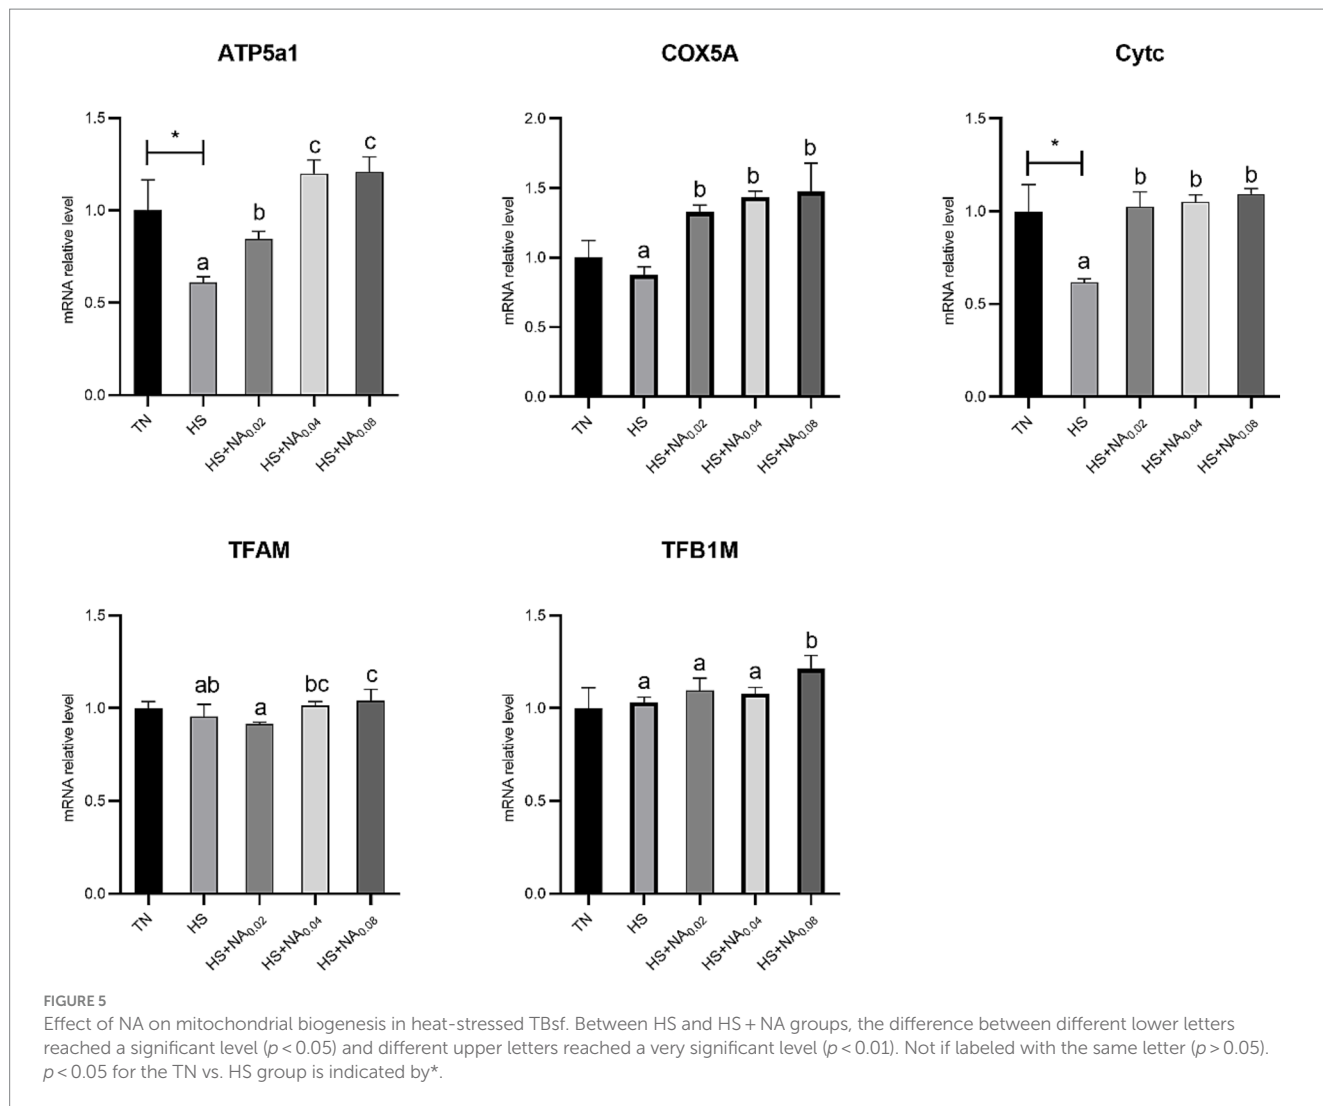 ATP5a1
1.5
1.0
0.5
0.0
mRNA relative level
*
a
b
c
c
TN
HS
HS+NA0.02
HS+NA0.04
HS+NA0.08
COX5A
2.0
1.5
1.0
0.5
0.0
mRNA relative level
a
b
b
b
TN
HS
HS+NA0.02
HS+NA0.04
HS+NA0.08
Cytc
1.5
1.0
0.5
0.0
mRNA relative level
*
a
b
b
b
TN
HS
HS+NA0.02
HS+NA0.04
HS+NA0.08
TFAM
1.5
1.0
0.5
0.0
mRNA relative level
ab
a
bc
c
TN
HS
HS+NA0.02
HS+NA0.04
HS+NA0.08
TFB1M
1.5
1.0
0.5
0.0
mRNA relative level
a
a
a
b
TN
HS
HS+NA0.02
HS+NA0.04
HS+NA0.08
FIGURE 5
Effect of NA on mitochondrial biogenesis in heat-stressed TBsf. Between HS and HS + NA groups, the difference between different lower letters
reached a significant level (p < 0.05) and different upper letters reached a very significant level (p < 0.01). Not if labeled with the same letter (p > 0.05).
p < 0.05 for the TN vs. HS group is indicated by*.